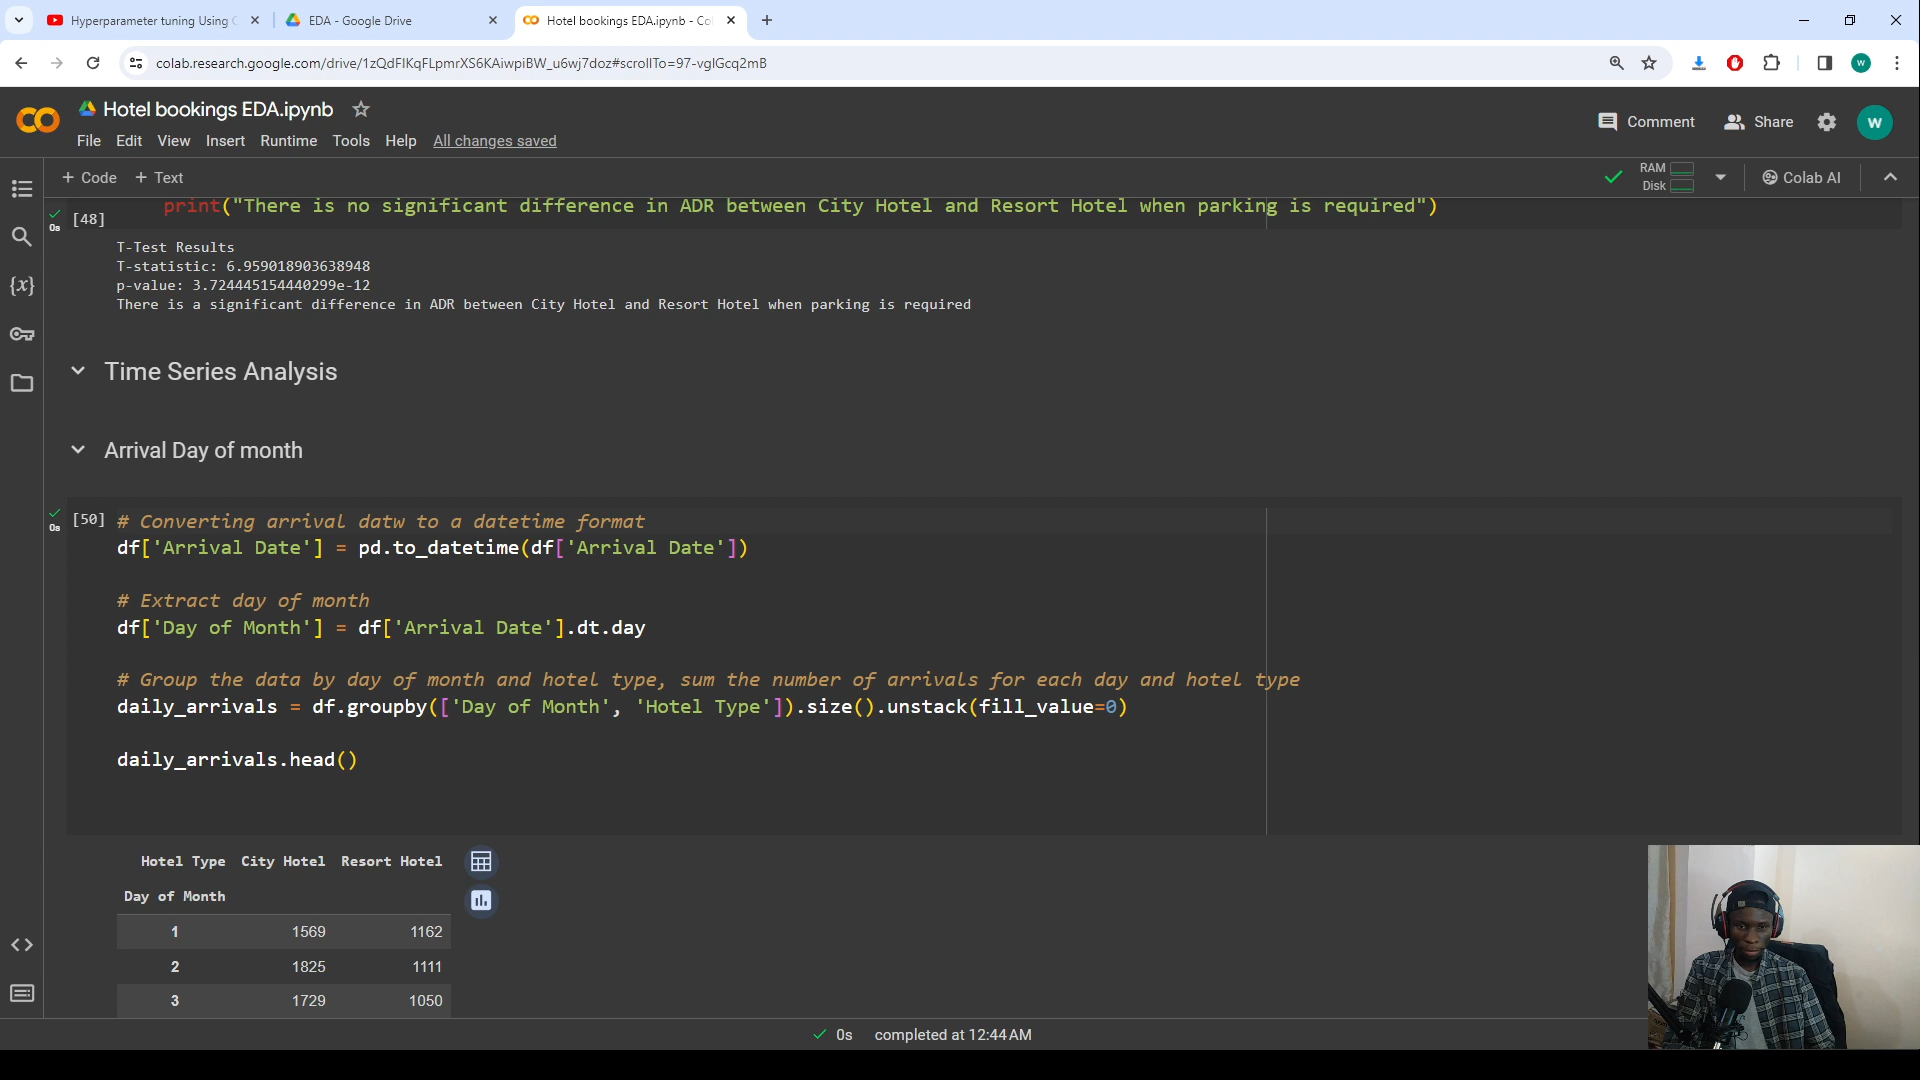 Hyperparameter tuning Using
EDA - Google Drive
Hotel bookings EDA.ipynb - Co
colab.research.google.com/drive/1zQdFIKqFLpmrXS6KAiwpiBW_u6wj7doz#scrollTo=97-vglGcq2mB
W
Hotel bookings EDA.ipynb
Comment
Share
W
File Edit View Insert Runtime Tools Help All changes saved
+ Code + Text
RAM
Disk
Colab AI
0s
[48]
print("There is no significant difference in ADR between City Hotel and Resort Hotel when parking is required")
T-Test Results
T-statistic: 6.959018903638948
p-value: 3.724445154440299e-12
There is a significant difference in ADR between City Hotel and Resort Hotel when parking is required
{x}
Time Series Analysis
Arrival Day of month
0s
[50] # Converting arrival datw to a datetime format
df['Arrival Date'] = pd.to_datetime(df['Arrival Date'])
# Extract day of month
df['Day of Month'] = df['Arrival Date'].dt.day
# Group the data by day of month and hotel type, sum the number of arrivals for each day and hotel type
daily_arrivals = df.groupby(['Day of Month', 'Hotel Type']).size().unstack(fill_value=0)
daily_arrivals.head()
Hotel Type City Hotel Resort Hotel
Day of Month
1 1569 1162
2 1825 1111
3 1729 1050
0s completed at 12:44 AM